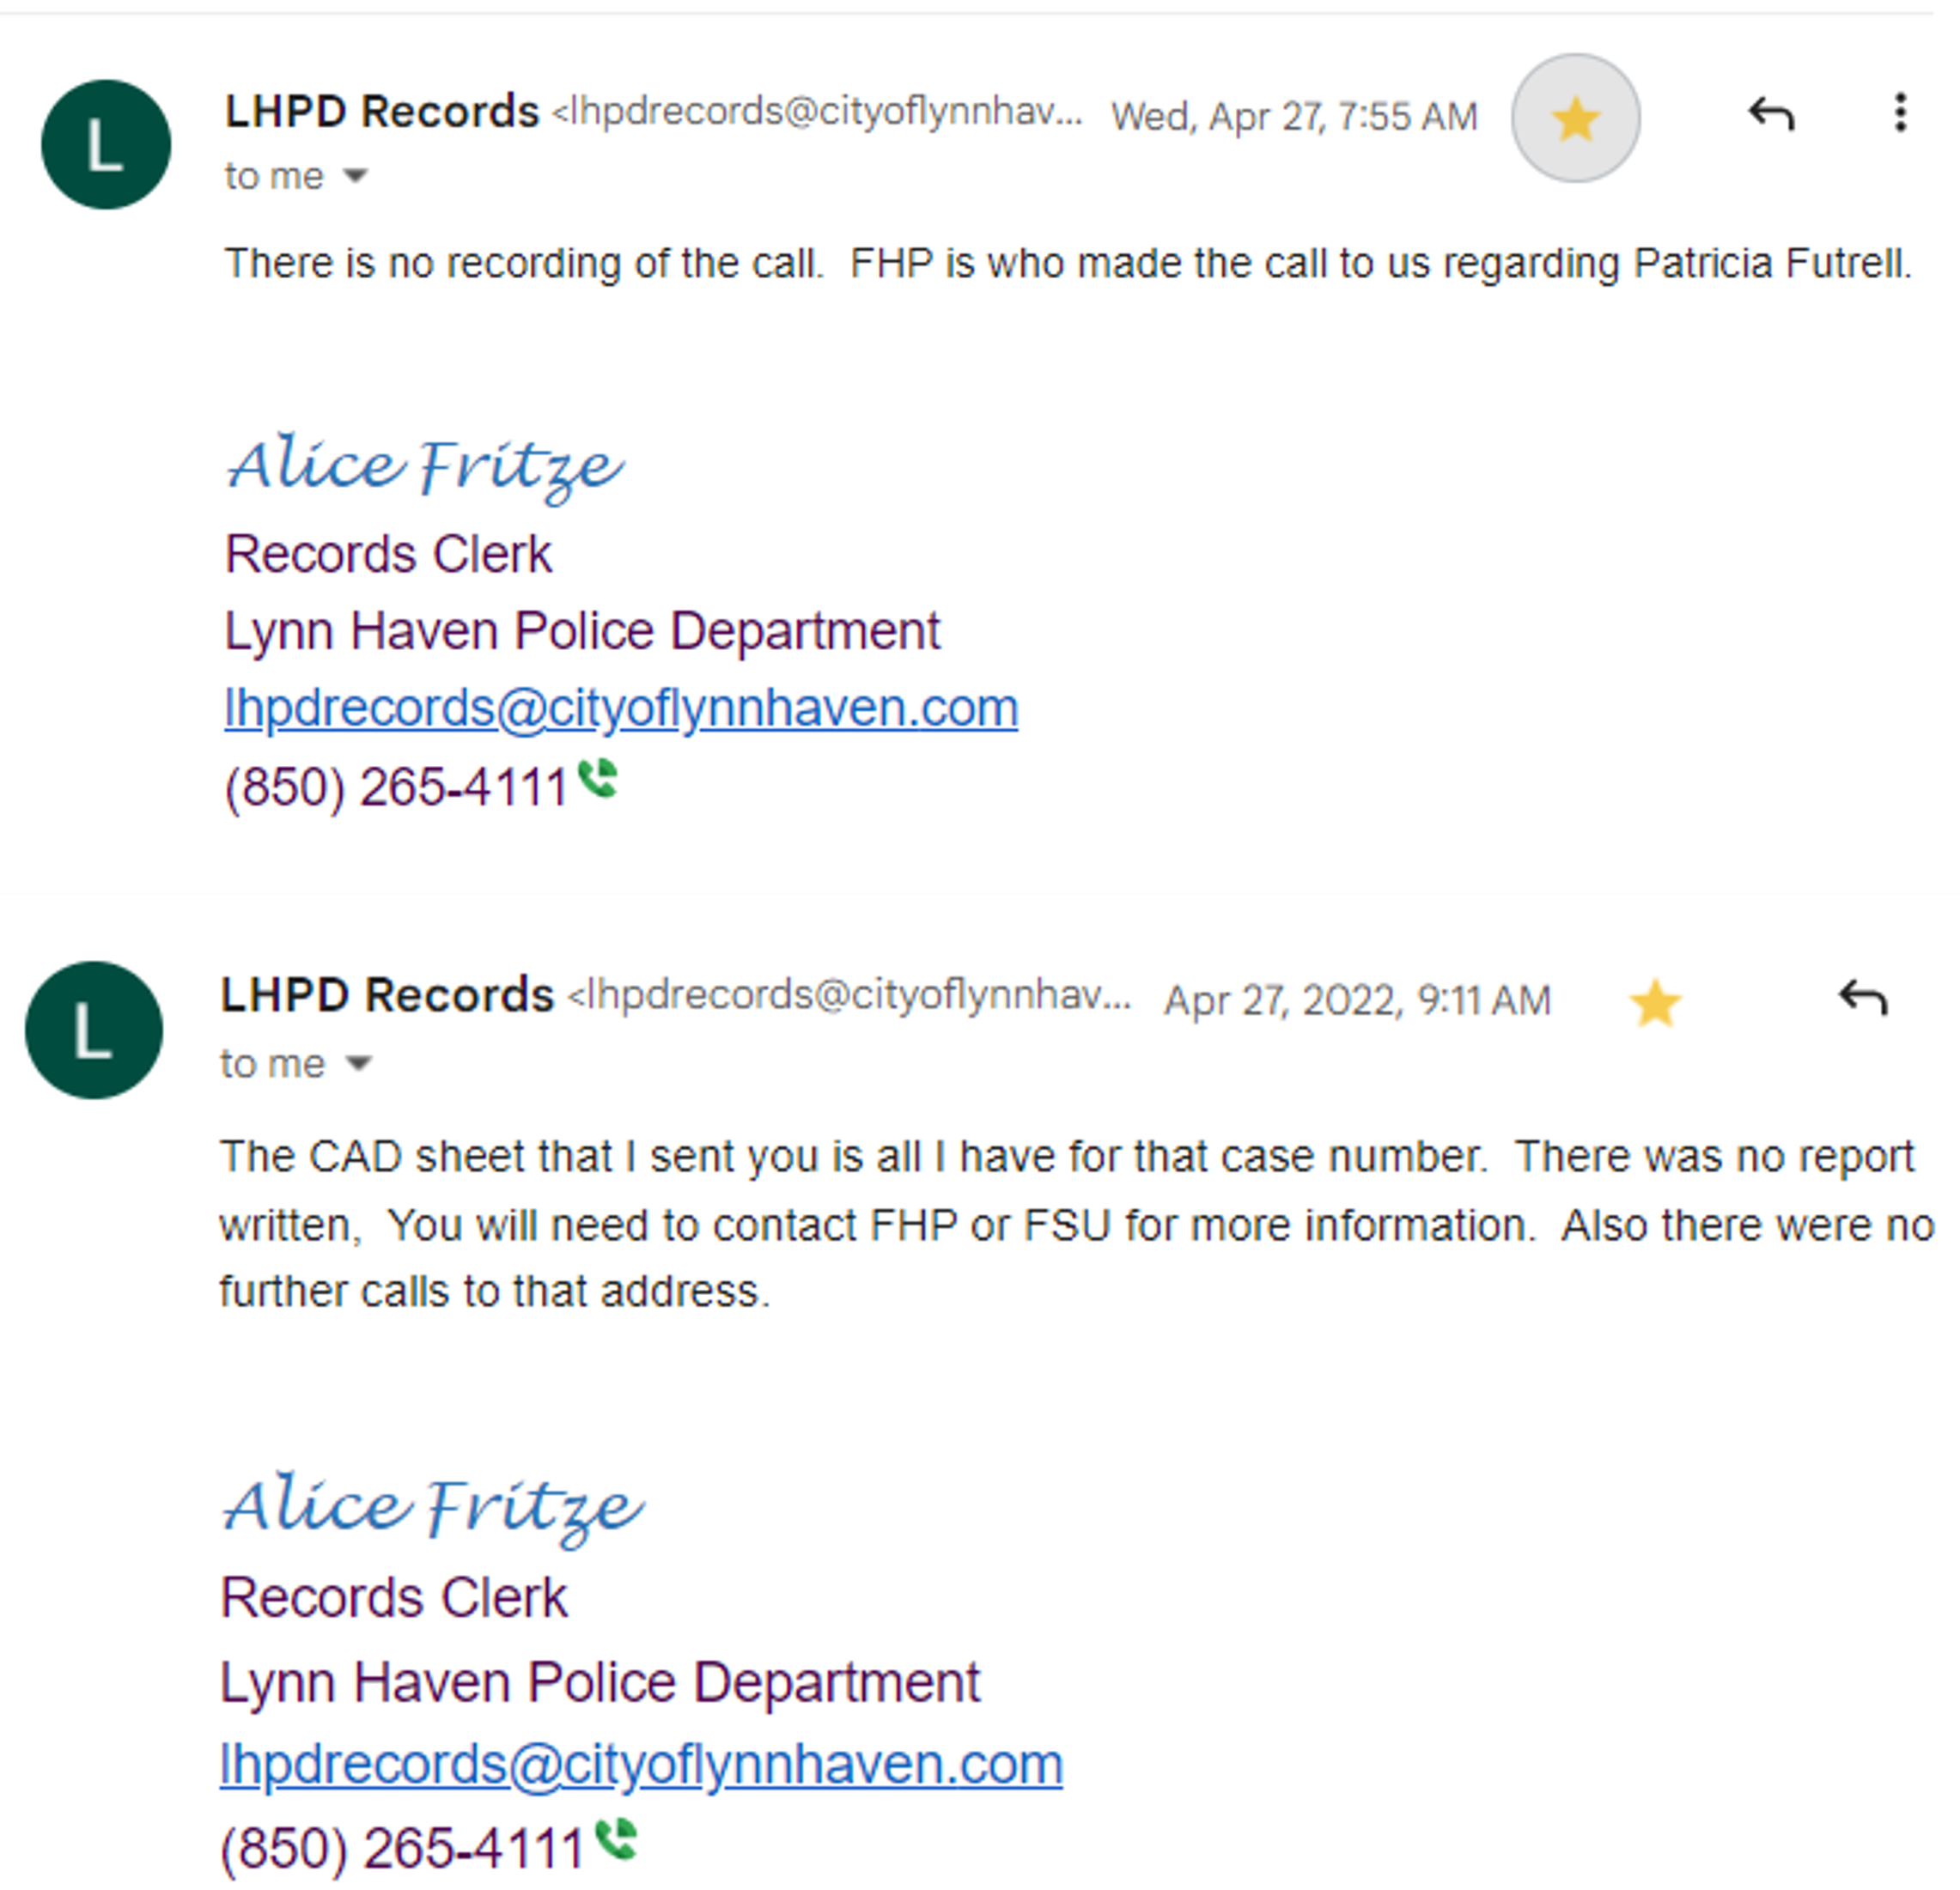 L
LHPD Records <lhpdrecords@cityoflynnhav... Wed, Apr 27, 7:55 AM
to me
There is no recording of the call.  FHP is who made the call to us regarding Patricia Futrell.
Alice Fritze
Records Clerk
Lynn Haven Police Department
lhpdrecords@cityoflynnhaven.com
(850) 265-4111
L
LHPD Records <lhpdrecords@cityoflynnhav... Apr 27, 2022, 9:11 AM
to me
The CAD sheet that I sent you is all I have for that case number.  There was no report
written,  You will need to contact FHP or FSU for more information.  Also there were no
further calls to that address.
Alice Fritze
Records Clerk
Lynn Haven Police Department
lhpdrecords@cityoflynnhaven.com
(850) 265-4111